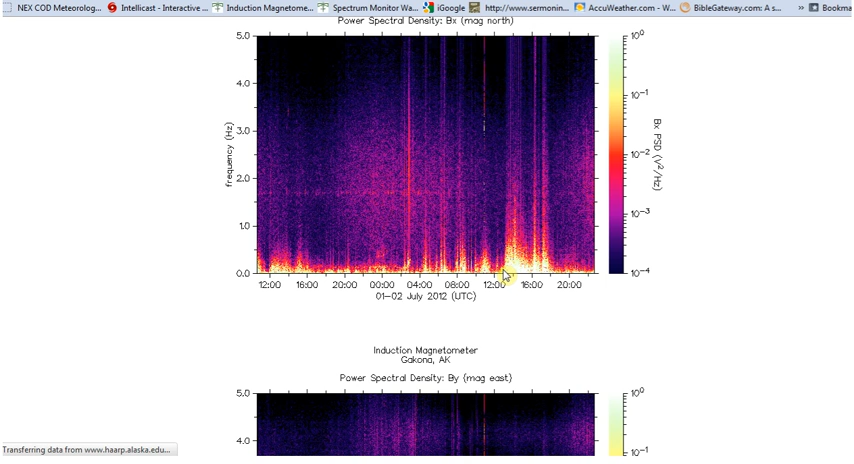 NEX COD Meteorolog... Intellicast - Interactive ... Induction Magnetome... Spectrum Monitor Wa... iGoogle http://www.sermonin... AccuWeather.com - W... BibleGateway.com: A s... » Bookma
Power Spectral Density: Bx (mag north)
5.0
4.0
3.0
2.0
1.0
0.0
frequency (Hz)
12:00 16:00 20:00 00:00 04:00 08:00 12:00 16:00 20:00
01-02 July 2012 (UTC)
10^0
10^-1
10^-2
10^-3
10^-4
Bx PSD (V^2/Hz)
Induction Magnetometer
Gakona, AK
Power Spectral Density: By (mag east)
5.0
4.0
10^0
10^-1
Transferring data from www.haarp.alaska.edu...